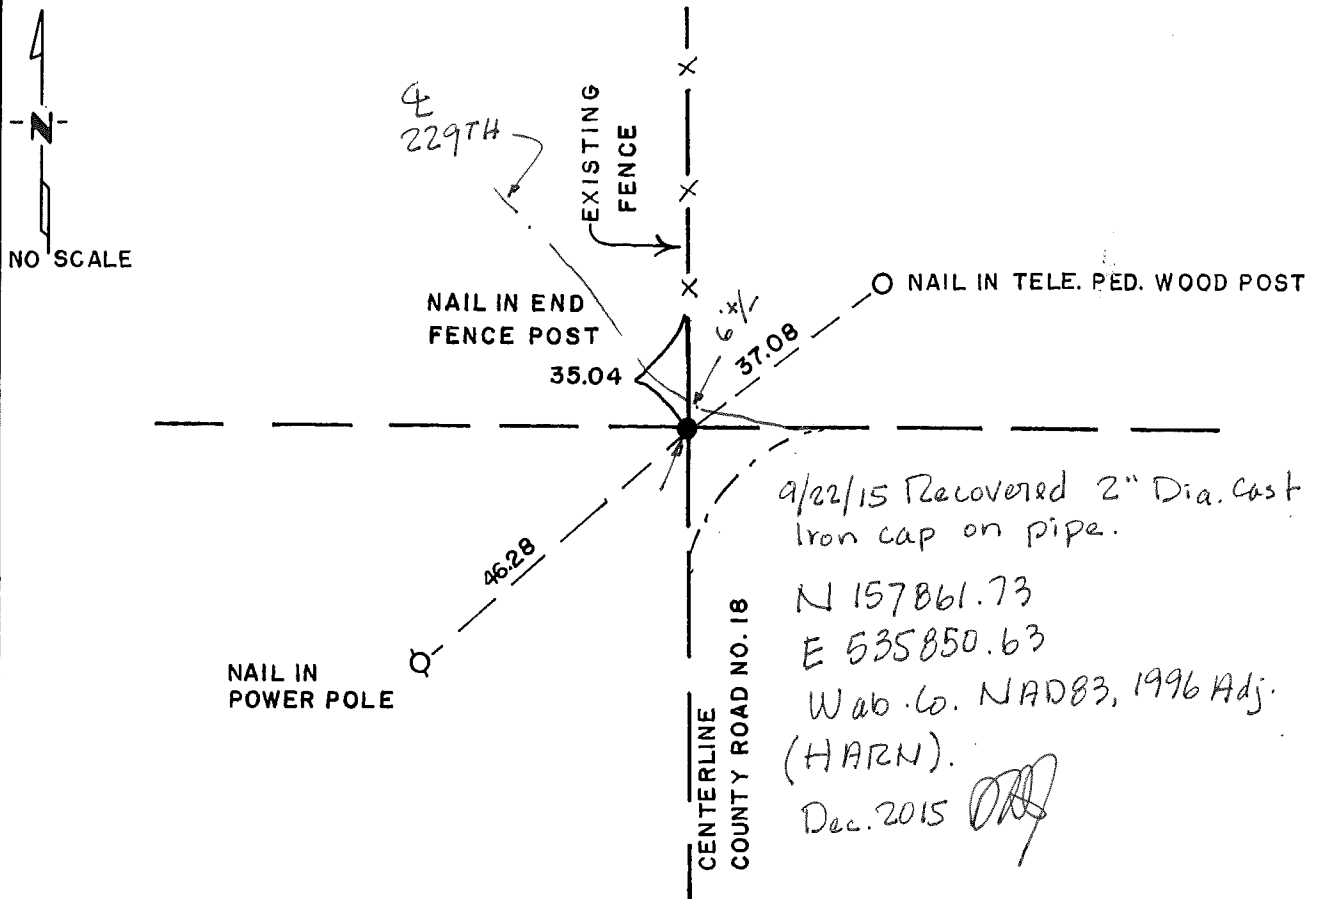 N
NO SCALE
℄
229TH
EXISTING
FENCE
NAIL IN END
FENCE POST
35.04
37.08
NAIL IN TELE. PED. WOOD POST
46.28
NAIL IN
POWER POLE
CENTERLINE
COUNTY ROAD NO. 18
9/22/15 Recovered 2" Dia. Cast
Iron cap on pipe.
N 157861.73
E 535850.63
Wab. Co. NAD83, 1996 Adj.
(HARN).
Dec. 2015